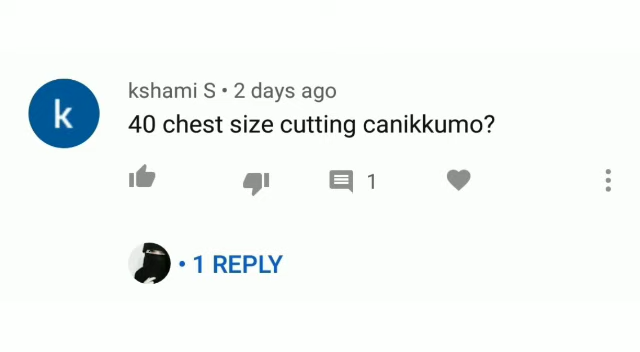 k
kshami S • 2 days ago
40 chest size cutting canikkumo?
1
• 1 REPLY